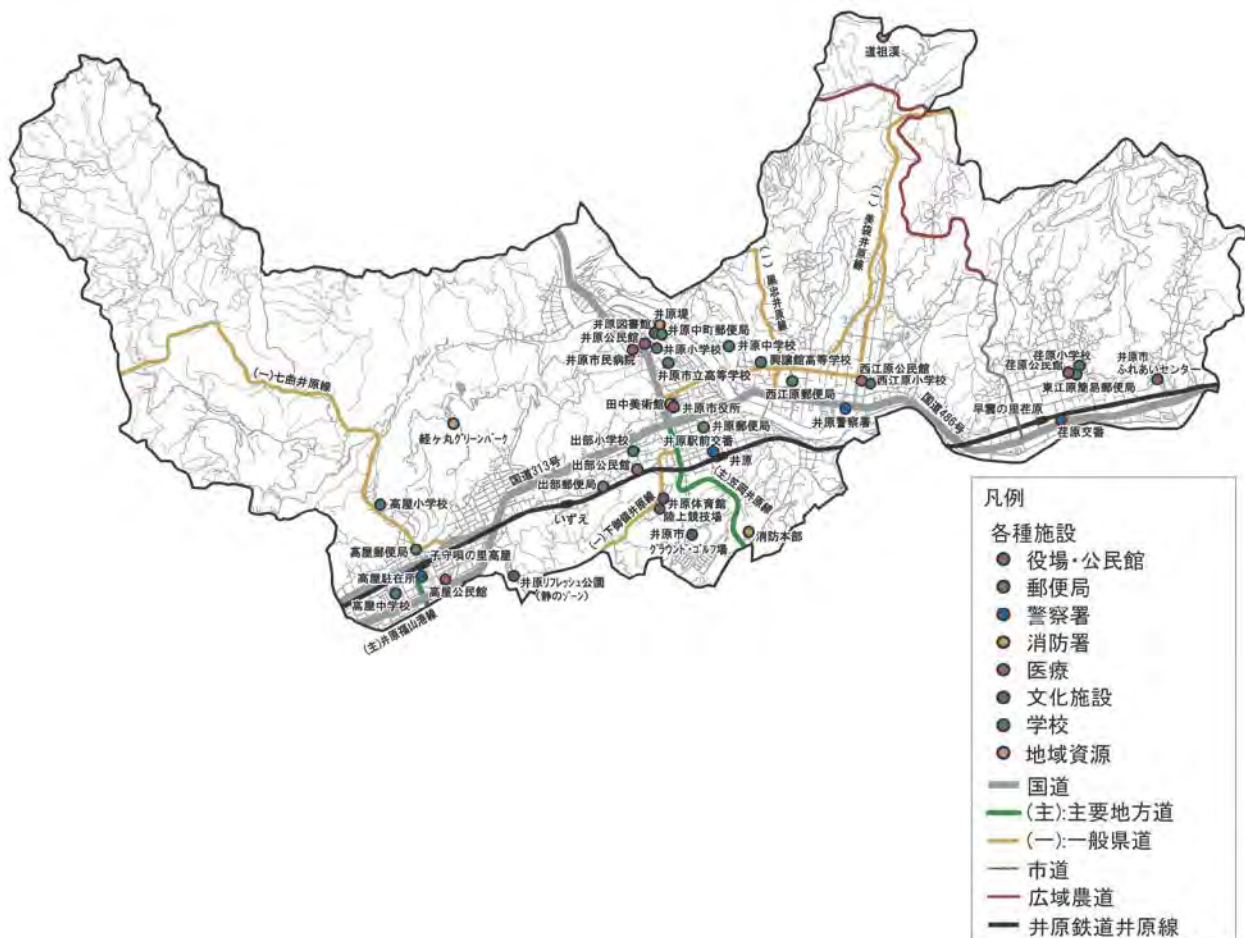 道祖渓
(一)美袋井原線
(一)黒忠井原線
井原堤
井原図書館
井原中町郵便局
井原公民館
井原小学校
井原中学校
井原市民病院
興譲館高等学校
井原市立高等学校
西江原公民館
西江原小学校
西江原郵便局
荏原小学校
荏原公民館
井原市
ふれあいセンター
東江原簡易郵便局
(一)七曲井原線
田中美術館
井原市役所
井原警察署
国道486号
早雲の里荏原
荏原交番
経ヶ丸グリーンパーク
出部小学校
井原郵便局
井原駅前交番
井原
国道313号
出部公民館
出部郵便局
(主)笠岡井原線
高屋小学校
いずえ
(一)下御領井原線
井原体育館
陸上競技場
井原市
グラウンド・ゴルフ場
消防本部
高屋郵便局
子守唄の里高屋
高屋駐在所
高屋公民館
高屋中学校
井原リフレッシュ公園
(静のゾーン)
(主)井原福山港線
凡例
各種施設
役場・公民館
郵便局
警察署
消防署
医療
文化施設
学校
地域資源
国道
(主):主要地方道
(一):一般県道
市道
広域農道
井原鉄道井原線